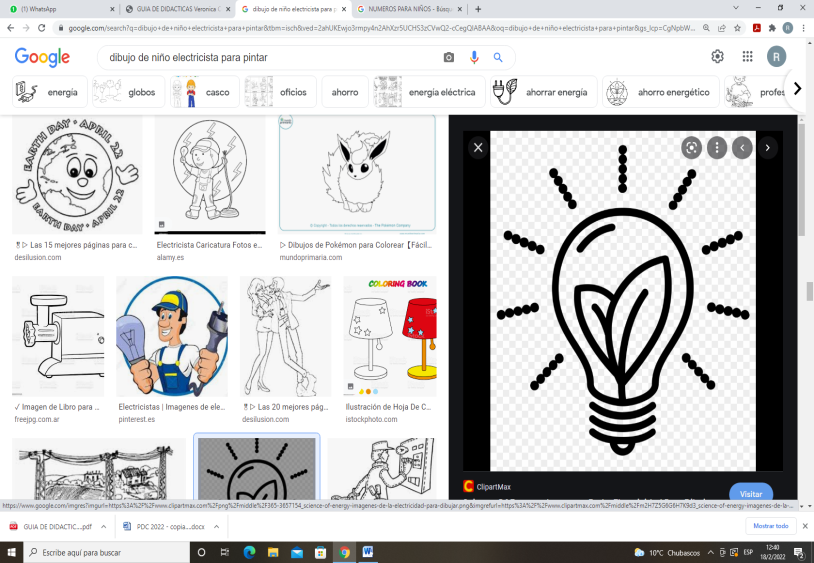 (1) WhatsApp
GUIA DE DIDACTICAS Veronica (
dibujo de niño electricista para p
NUMEROS PARA NIÑOS - Búsq
google.com/search?q=dibujo+de+niño+electricista+para+pintar&tbm=isch&ved=2ahUKEwjo3rmpy4n2AhXzr5UCHS3zCVwQ2-cCegQIABAA&oq=dibujo+de+niño+electricista+para+pintar&gs_lcp=CgNpbW...
Google
dibujo de niño electricista para pintar
R
energía
globos
casco
oficios
ahorro
energía eléctrica
ahorrar energía
ahorro energético
profes
EARTH DAY • APRIL 22
EARTH DAY • APRIL 22
▷ Las 15 mejores páginas para c...
desilusion.com
Electricista Caricatura Fotos e...
alamy.es
▷ Dibujos de Pokémon para Colorear【Fácil...
mundoprimaria.com
COLORING BOOK
√ Imagen de Libro para ...
freejpg.com.ar
Electricistas | Imagenes de ele...
pinterest.es
▷ Las 20 mejores pág...
desilusion.com
Ilustración de Hoja De C...
istockphoto.com
C ClipartMax
Visitar
https://www.google.com/imgres?imgurl=https%3A%2F%2Fwww.clipartmax.com%2Fpng%2Fmiddle%2F365-3657154_science-of-energy-imagenes-de-la-electricidad-para-dibujar.png&imgrefurl=https%3A%2F%2Fwww.clipartmax.com%2Fmiddle%2Fm2H7Z5G6G6H7K9d3_science-of-energy-imagenes-de-la-...
GUIA DE DIDACTIC....pdf
PDC 2022 - copia....docx
Mostrar todo
Escribe aquí para buscar
10°C Chubascos
ESP
12:40
18/2/2022
2